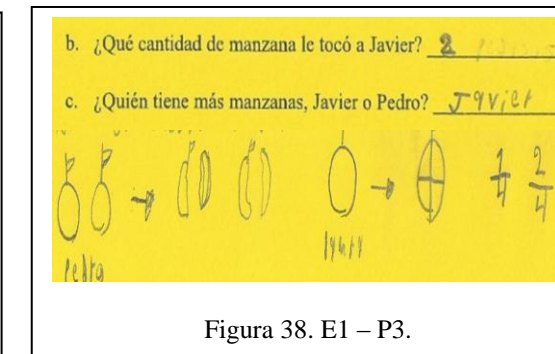 b. ¿Qué cantidad de manzana le tocó a Javier? 2
c. ¿Quién tiene más manzanas, Javier o Pedro? Javier
Pedro
1/4 2/4
Figura 38. E1 – P3.